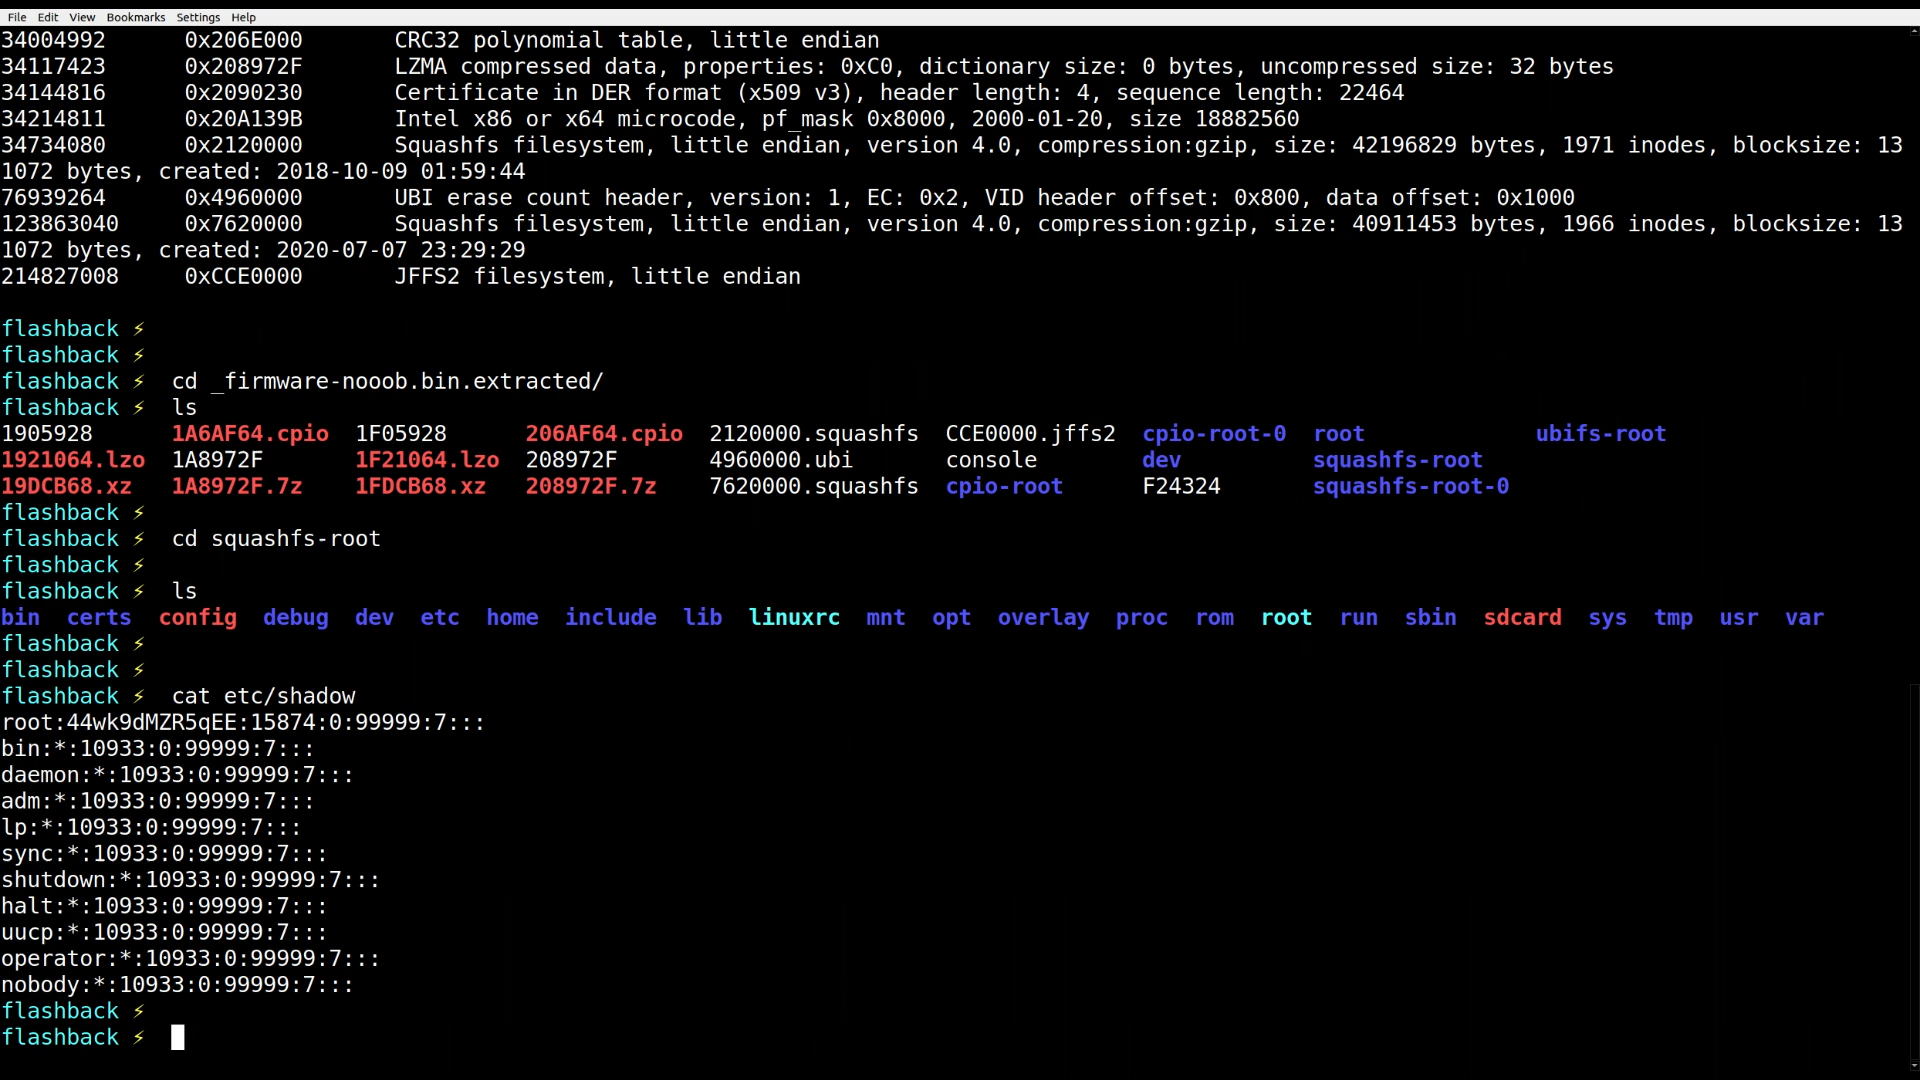 File Edit View Bookmarks Settings Help
34004992      0x206E000       CRC32 polynomial table, little endian
34117423      0x208972F       LZMA compressed data, properties: 0xC0, dictionary size: 0 bytes, uncompressed size: 32 bytes
34144816      0x2090230       Certificate in DER format (x509 v3), header length: 4, sequence length: 22464
34214811      0x20A139B       Intel x86 or x64 microcode, pf_mask 0x8000, 2000-01-20, size 18882560
34734080      0x2120000       Squashfs filesystem, little endian, version 4.0, compression:gzip, size: 42196829 bytes, 1971 inodes, blocksize: 13
1072 bytes, created: 2018-10-09 01:59:44
76939264      0x4960000       UBI erase count header, version: 1, EC: 0x2, VID header offset: 0x800, data offset: 0x1000
123863040     0x7620000       Squashfs filesystem, little endian, version 4.0, compression:gzip, size: 40911453 bytes, 1966 inodes, blocksize: 13
1072 bytes, created: 2020-07-07 23:29:29
214827008     0xCCE0000       JFFS2 filesystem, little endian
flashback ⚡
flashback ⚡
flashback ⚡ cd _firmware-nooob.bin.extracted/
flashback ⚡ ls
1905928      1A6AF64.cpio  1F05928      206AF64.cpio  2120000.squashfs  CCE0000.jffs2  cpio-root-0  root             ubifs-root
1921064.lzo  1A8972F       1F21064.lzo  208972F       4960000.ubi       console        dev          squashfs-root
19DCB68.xz   1A8972F.7z    1FDCB68.xz   208972F.7z    7620000.squashfs  cpio-root      F24324       squashfs-root-0
flashback ⚡
flashback ⚡ cd squashfs-root
flashback ⚡
flashback ⚡ ls
bin  certs  config  debug  dev  etc  home  include  lib  linuxrc  mnt  opt  overlay  proc  rom  root  run  sbin  sdcard  sys  tmp  usr  var
flashback ⚡
flashback ⚡
flashback ⚡ cat etc/shadow
root:44wk9dMZR5qEE:15874:0:99999:7:::
bin:*:10933:0:99999:7:::
daemon:*:10933:0:99999:7:::
adm:*:10933:0:99999:7:::
lp:*:10933:0:99999:7:::
sync:*:10933:0:99999:7:::
shutdown:*:10933:0:99999:7:::
halt:*:10933:0:99999:7:::
uucp:*:10933:0:99999:7:::
operator:*:10933:0:99999:7:::
nobody:*:10933:0:99999:7:::
flashback ⚡
flashback ⚡